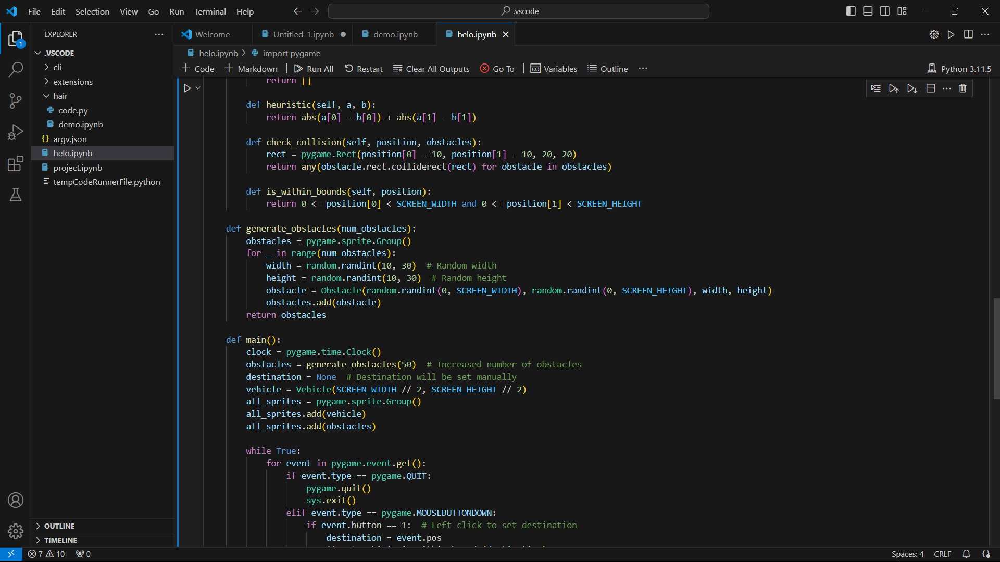 File Edit Selection View Go Run Terminal Help
.vscode
EXPLORER
Welcome
Untitled-1.ipynb
demo.ipynb
helo.ipynb
.VSCODE
cli
extensions
hair
code.py
demo.ipynb
argv.json
helo.ipynb
project.ipynb
tempCodeRunnerFile.python
OUTLINE
TIMELINE
helo.ipynb > import pygame
+ Code + Markdown | Run All Restart Clear All Outputs Go To | Variables Outline ...
Python 3.11.5
return []
def heuristic(self, a, b):
return abs(a[0] - b[0]) + abs(a[1] - b[1])
def check_collision(self, position, obstacles):
rect = pygame.Rect(position[0] - 10, position[1] - 10, 20, 20)
return any(obstacle.rect.colliderect(rect) for obstacle in obstacles)
def is_within_bounds(self, position):
return 0 <= position[0] < SCREEN_WIDTH and 0 <= position[1] < SCREEN_HEIGHT
def generate_obstacles(num_obstacles):
obstacles = pygame.sprite.Group()
for _ in range(num_obstacles):
width = random.randint(10, 30)  # Random width
height = random.randint(10, 30)  # Random height
obstacle = Obstacle(random.randint(0, SCREEN_WIDTH), random.randint(0, SCREEN_HEIGHT), width, height)
obstacles.add(obstacle)
return obstacles
def main():
clock = pygame.time.Clock()
obstacles = generate_obstacles(50)  # Increased number of obstacles
destination = None  # Destination will be set manually
vehicle = Vehicle(SCREEN_WIDTH // 2, SCREEN_HEIGHT // 2)
all_sprites = pygame.sprite.Group()
all_sprites.add(vehicle)
all_sprites.add(obstacles)
while True:
for event in pygame.event.get():
if event.type == pygame.QUIT:
pygame.quit()
sys.exit()
elif event.type == pygame.MOUSEBUTTONDOWN:
if event.button == 1:  # Left click to set destination
destination = event.pos
7 10 0
Spaces: 4 CRLF